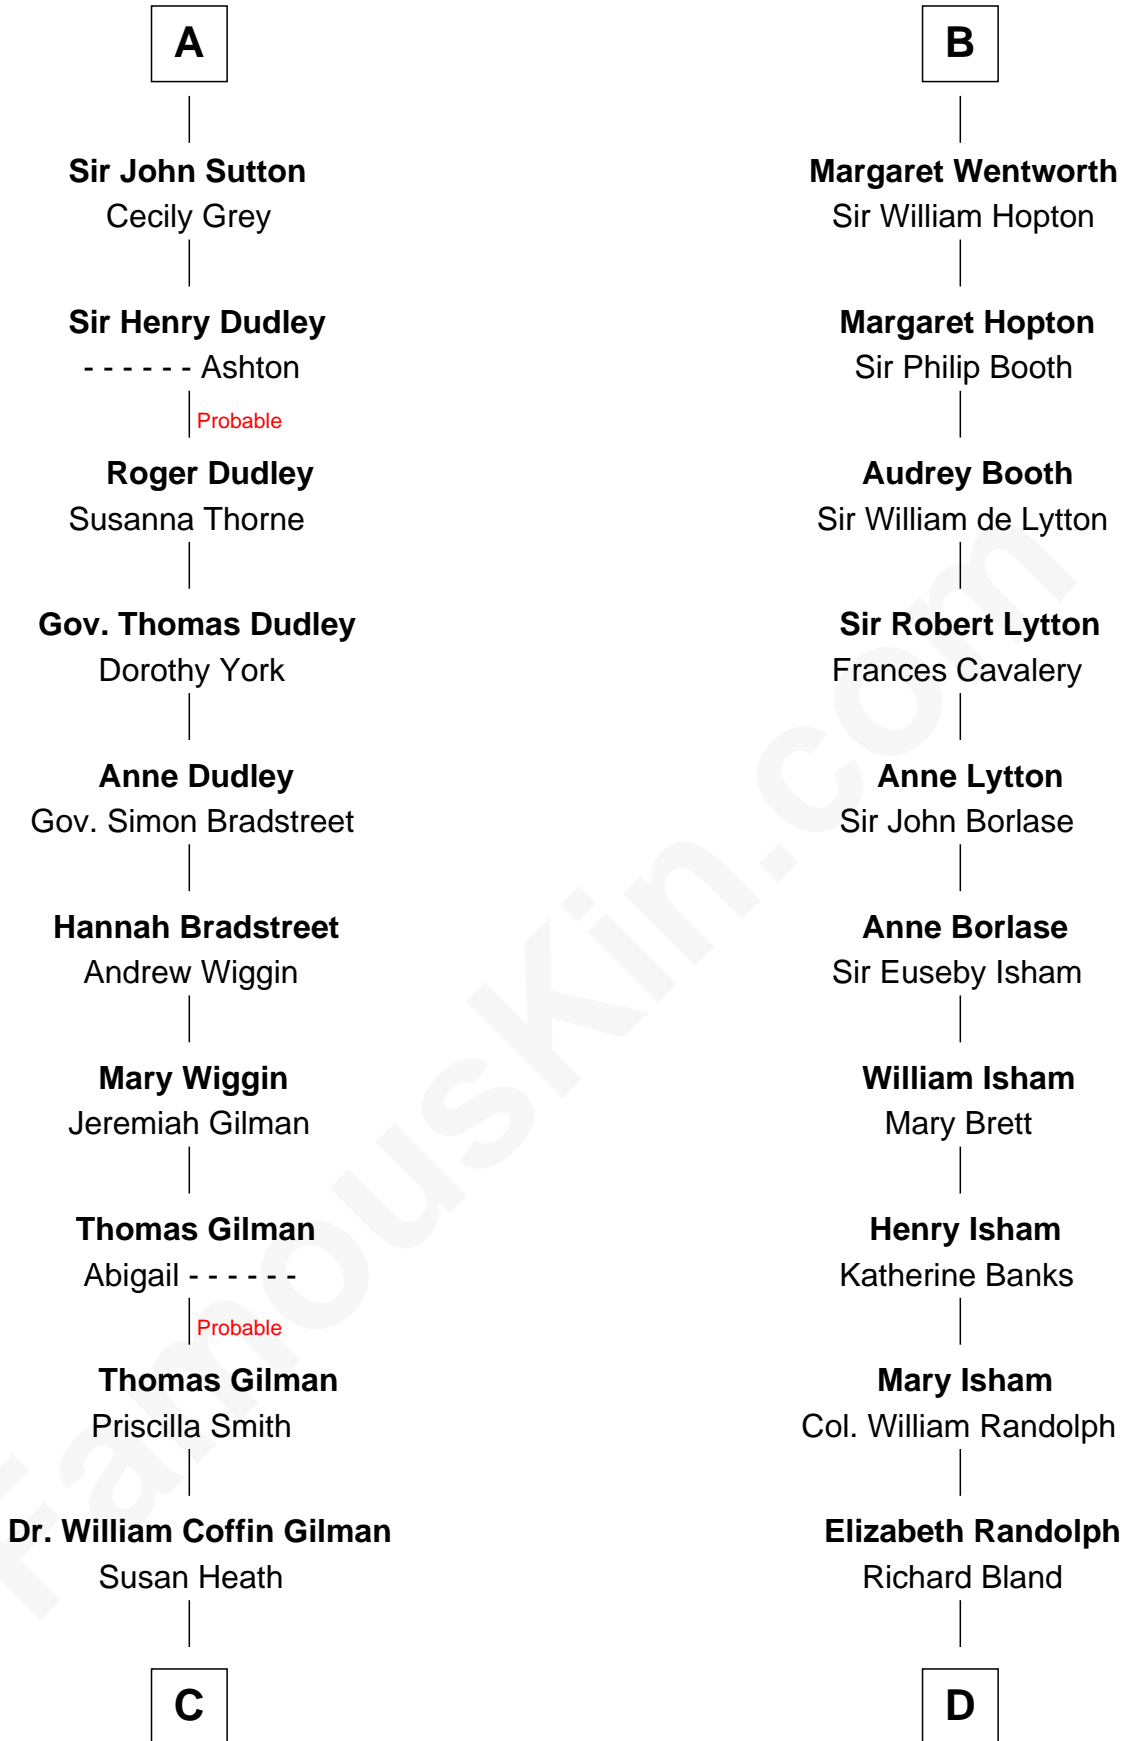 A
Sir John Sutton
Cecily Grey
Sir Henry Dudley
- - - - - - Ashton
Probable
Roger Dudley
Susanna Thorne
Gov. Thomas Dudley
Dorothy York
Anne Dudley
Gov. Simon Bradstreet
Hannah Bradstreet
Andrew Wiggin
Mary Wiggin
Jeremiah Gilman
Thomas Gilman
Abigail - - - - - -
Probable
Thomas Gilman
Priscilla Smith
Dr. William Coffin Gilman
Susan Heath
C
B
Margaret Wentworth
Sir William Hopton
Margaret Hopton
Sir Philip Booth
Audrey Booth
Sir William de Lytton
Sir Robert Lytton
Frances Cavalery
Anne Lytton
Sir John Borlase
Anne Borlase
Sir Euseby Isham
William Isham
Mary Brett
Henry Isham
Katherine Banks
Mary Isham
Col. William Randolph
Elizabeth Randolph
Richard Bland
D
FamousKin.com